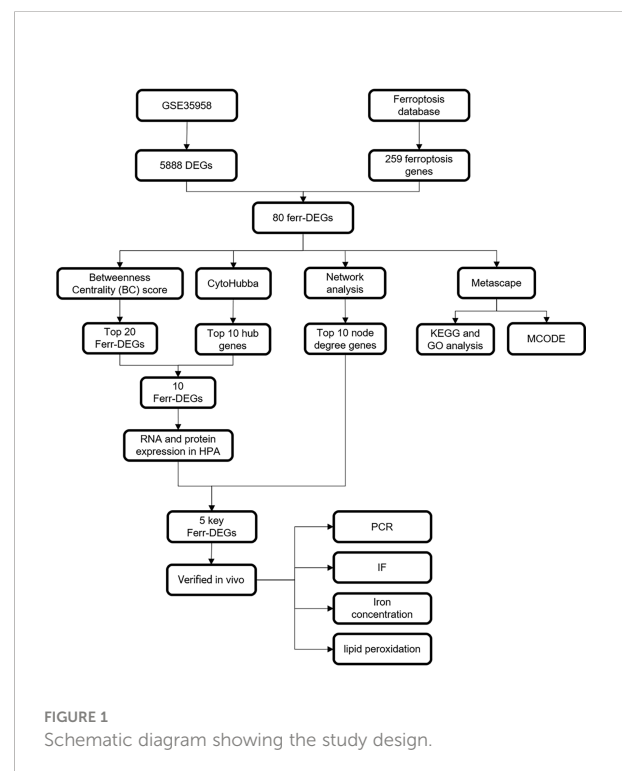 GSE35958
Ferroptosis
database
5888 DEGs
259 ferroptosis
genes
80 ferr-DEGs
Betweenness
Centrality (BC) score
CytoHubba
Network
analysis
Metascape
Top 20
Ferr-DEGs
Top 10 hub
genes
Top 10 node
degree genes
KEGG and
GO analysis
MCODE
10
Ferr-DEGs
RNA and protein
expression in HPA
5 key
Ferr-DEGs
PCR
Verified in vivo
IF
Iron
concentration
lipid peroxidation
FIGURE 1
Schematic diagram showing the study design.